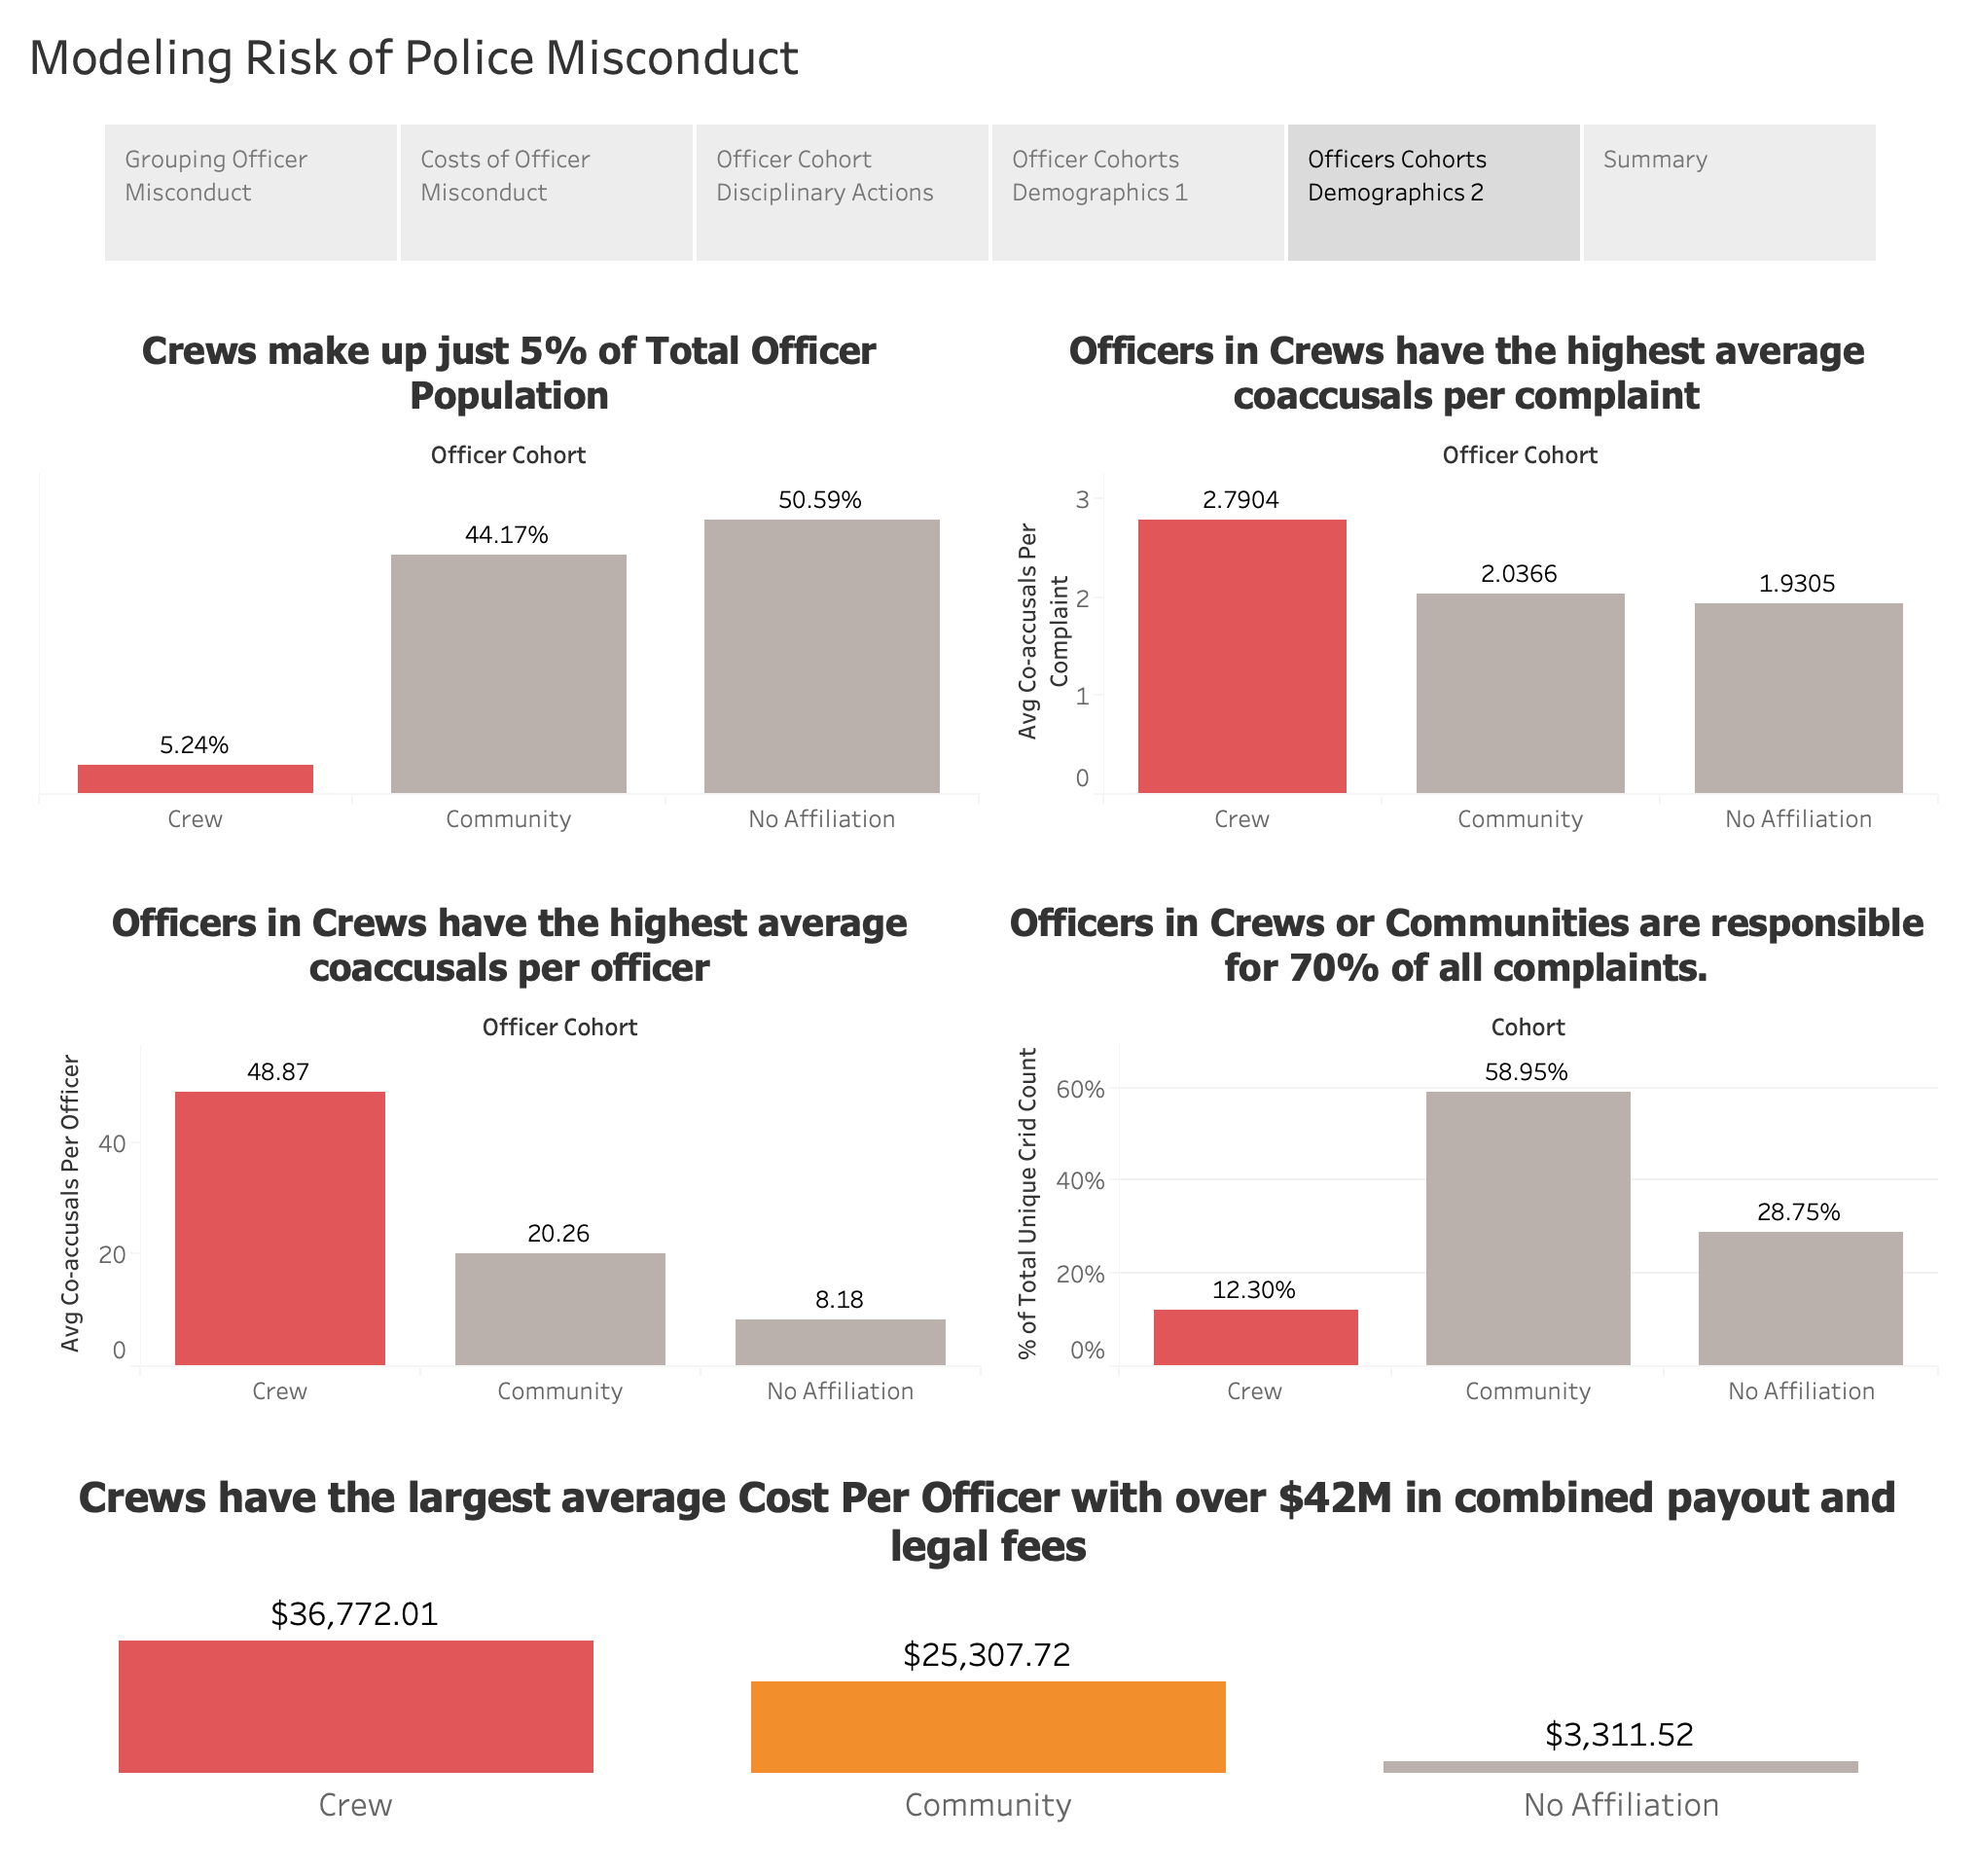 Modeling Risk of Police Misconduct
Grouping Officer
Misconduct
Costs of Officer
Misconduct
Officer Cohort
Disciplinary Actions
Officer Cohorts
Demographics 1
Officers Cohorts
Demographics 2
Summary
Crews make up just 5% of Total Officer
Population
Officer Cohort
5.24%
44.17%
50.59%
Crew
Community
No Affiliation
Officers in Crews have the highest average
coaccusals per complaint
Officer Cohort
Avg Co-accusals Per
Complaint
3
2
1
0
2.7904
2.0366
1.9305
Crew
Community
No Affiliation
Officers in Crews have the highest average
coaccusals per officer
Officer Cohort
Avg Co-accusals Per Officer
40
20
0
48.87
20.26
8.18
Crew
Community
No Affiliation
Officers in Crews or Communities are responsible
for 70% of all complaints.
Cohort
% of Total Unique Crid Count
60%
40%
20%
0%
12.30%
58.95%
28.75%
Crew
Community
No Affiliation
Crews have the largest average Cost Per Officer with over $42M in combined payout and
legal fees
$36,772.01
$25,307.72
$3,311.52
Crew
Community
No Affiliation